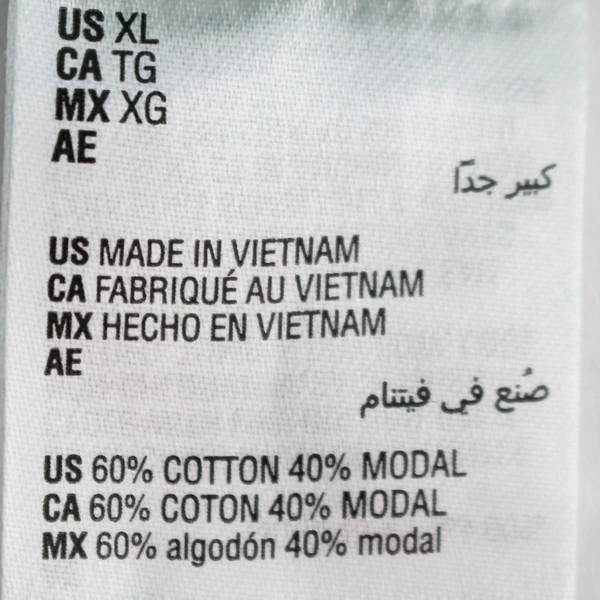 US XL
CA TG
MX XG
AE
كبير جدًا
US MADE IN VIETNAM
CA FABRIQUÉ AU VIETNAM
MX HECHO EN VIETNAM
AE
صُنع في فيتنام
US 60% COTTON 40% MODAL
CA 60% COTON 40% MODAL
MX 60% algodón 40% modal